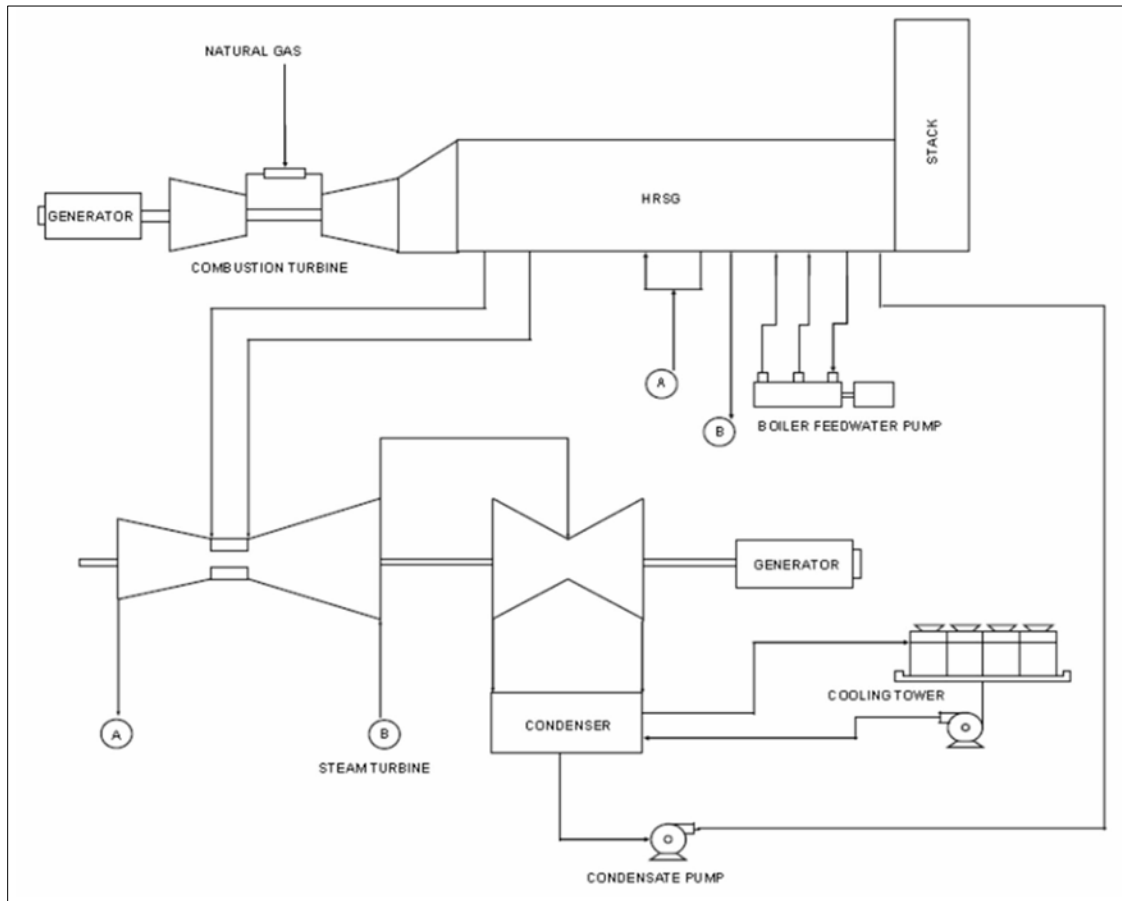 NATURAL GAS
STACK
HRSG
GENERATOR
COMBUSTION TURBINE
A
B
BOILER FEEDWATER PUMP
GENERATOR
COOLING TOWER
CONDENSER
A
B
STEAM TURBINE
CONDENSATE PUMP